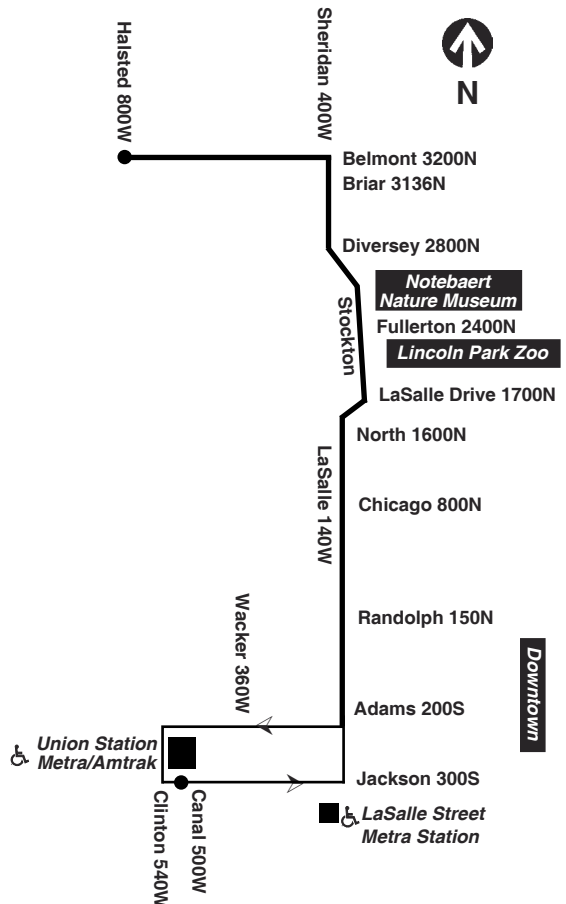 Halsted 800W
Sheridan 400W
N
Belmont 3200N
Briar 3136N
Diversey 2800N
Notebaert
Nature Museum
Stockton
Fullerton 2400N
Lincoln Park Zoo
LaSalle Drive 1700N
North 1600N
LaSalle 140W
Chicago 800N
Wacker 360W
Randolph 150N
Downtown
Adams 200S
Union Station
Metra/Amtrak
Jackson 300S
Clinton 540W
Canal 500W
LaSalle Street
Metra Station